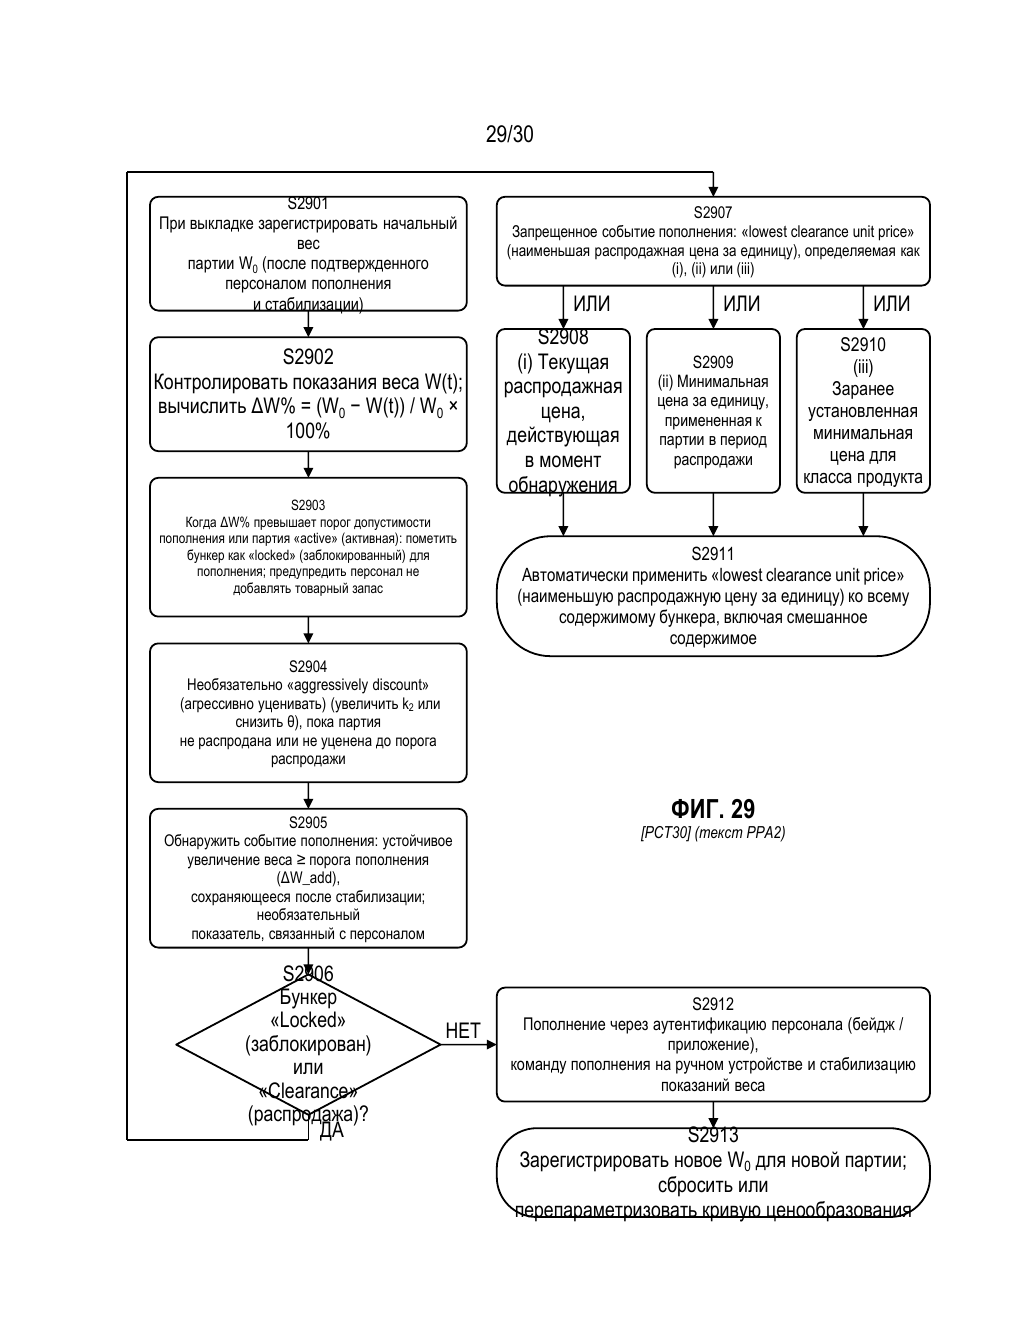 29/30
S2901
При выкладке зарегистрировать начальный
вес
партии W₀ (после подтвержденного
персоналом пополнения
и стабилизации)
S2902
Контролировать показания веса W(t);
вычислить ΔW% = (W₀ − W(t)) / W₀ ×
100%
S2903
Когда ΔW% превышает порог допустимости
пополнения или партия «active» (активная): пометить
бункер как «locked» (заблокированный) для
пополнения; предупредить персонал не
добавлять товарный запас
S2904
Необязательно «aggressively discount»
(агрессивно уценивать) (увеличить k₂ или
снизить θ), пока партия
не распродана или не уценена до порога
распродажи
S2905
Обнаружить событие пополнения: устойчивое
увеличение веса ≥ порога пополнения
(ΔW_add),
сохраняющееся после стабилизации;
необязательный
показатель, связанный с персоналом
S2906
Бункер
«Locked»
(заблокирован)
или
«Clearance»
(распродажа)?
НЕТ
ДА
S2907
Запрещенное событие пополнения: «lowest clearance unit price»
(наименьшая распродажная цена за единицу), определяемая как
(i), (ii) или (iii)
ИЛИ
ИЛИ
ИЛИ
S2908
(i) Текущая
распродажная
цена,
действующая
в момент
обнаружения
S2909
(ii) Минимальная
цена за единицу,
примененная к
партии в период
распродажи
S2910
(iii)
Заранее
установленная
минимальная
цена для
класса продукта
S2911
Автоматически применить «lowest clearance unit price»
(наименьшую распродажную цену за единицу) ко всему
содержимому бункера, включая смешанное
содержимое
ФИГ. 29
[PCT30] (текст PPA2)
S2912
Пополнение через аутентификацию персонала (бейдж /
приложение),
команду пополнения на ручном устройстве и стабилизацию
показаний веса
S2913
Зарегистрировать новое W₀ для новой партии;
сбросить или
перепараметризовать кривую ценообразования